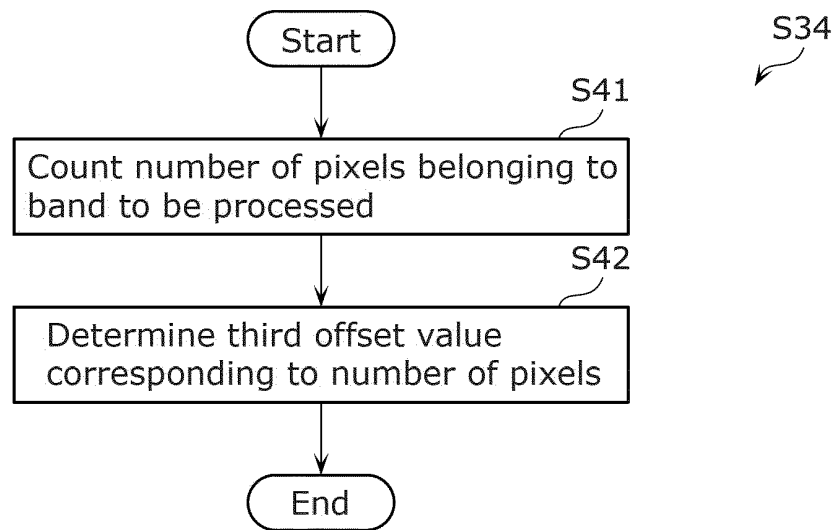 Start
S34
S41
Count number of pixels belonging to
band to be processed
S42
Determine third offset value
corresponding to number of pixels
End